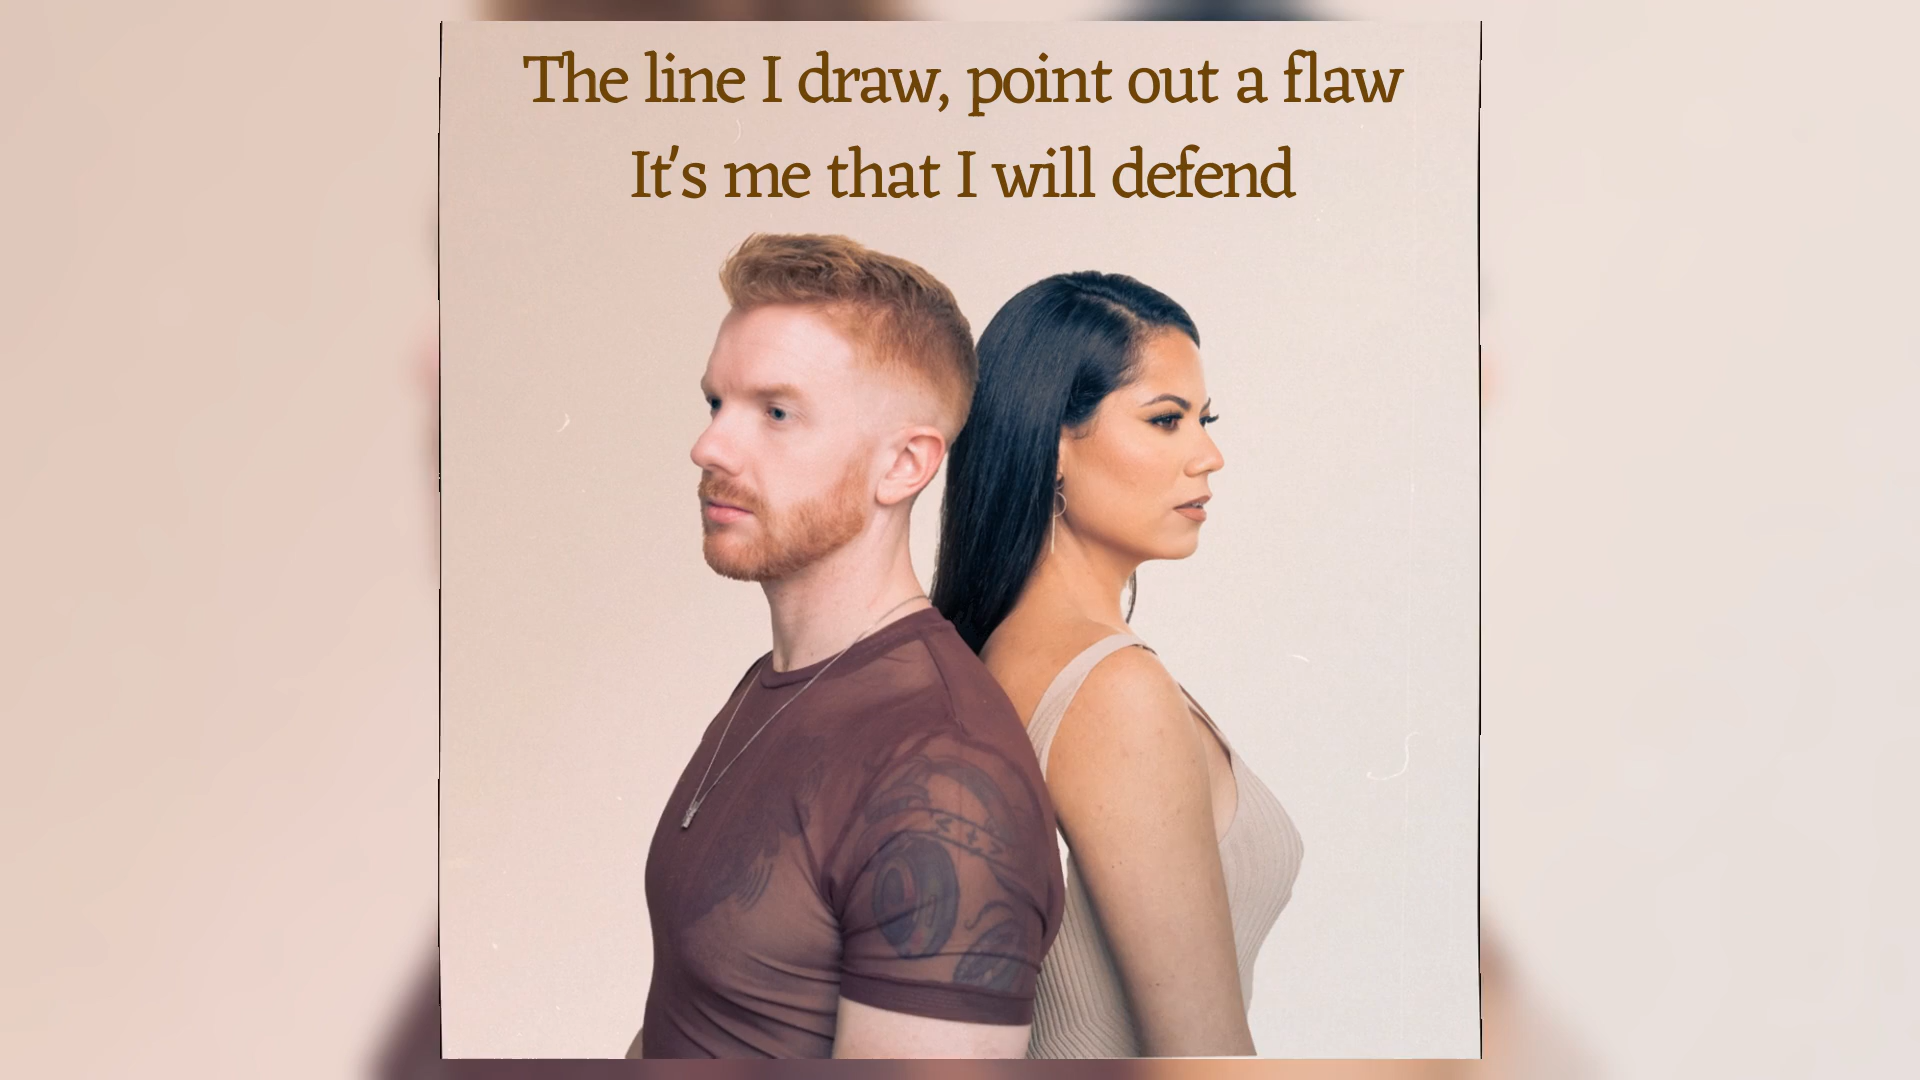 The line I draw, point out a flaw
It's me that I will defend